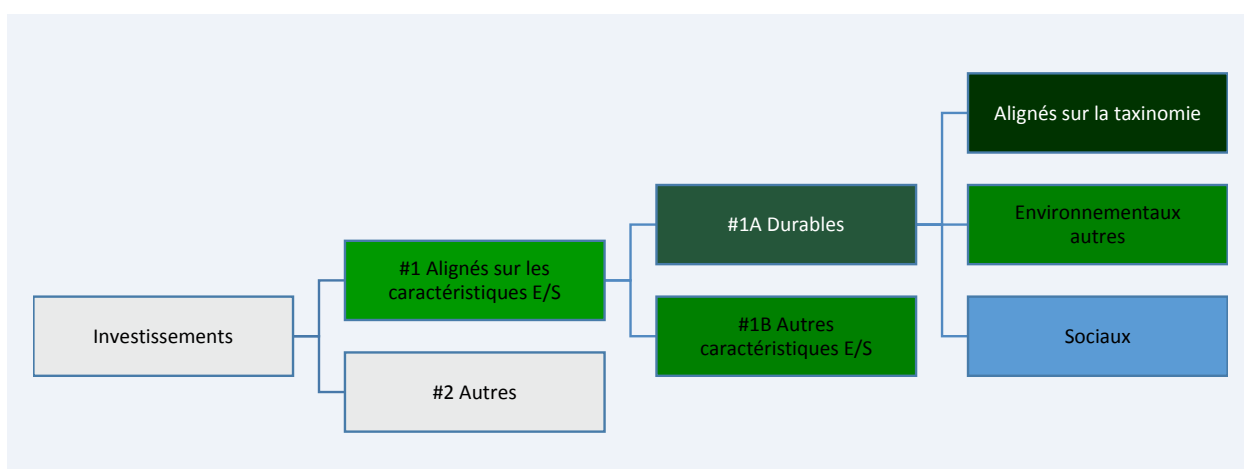 Investissements
#1 Alignés sur les
caractéristiques E/S
#2 Autres
#1A Durables
#1B Autres
caractéristiques E/S
Alignés sur la taxinomie
Environnementaux
autres
Sociaux